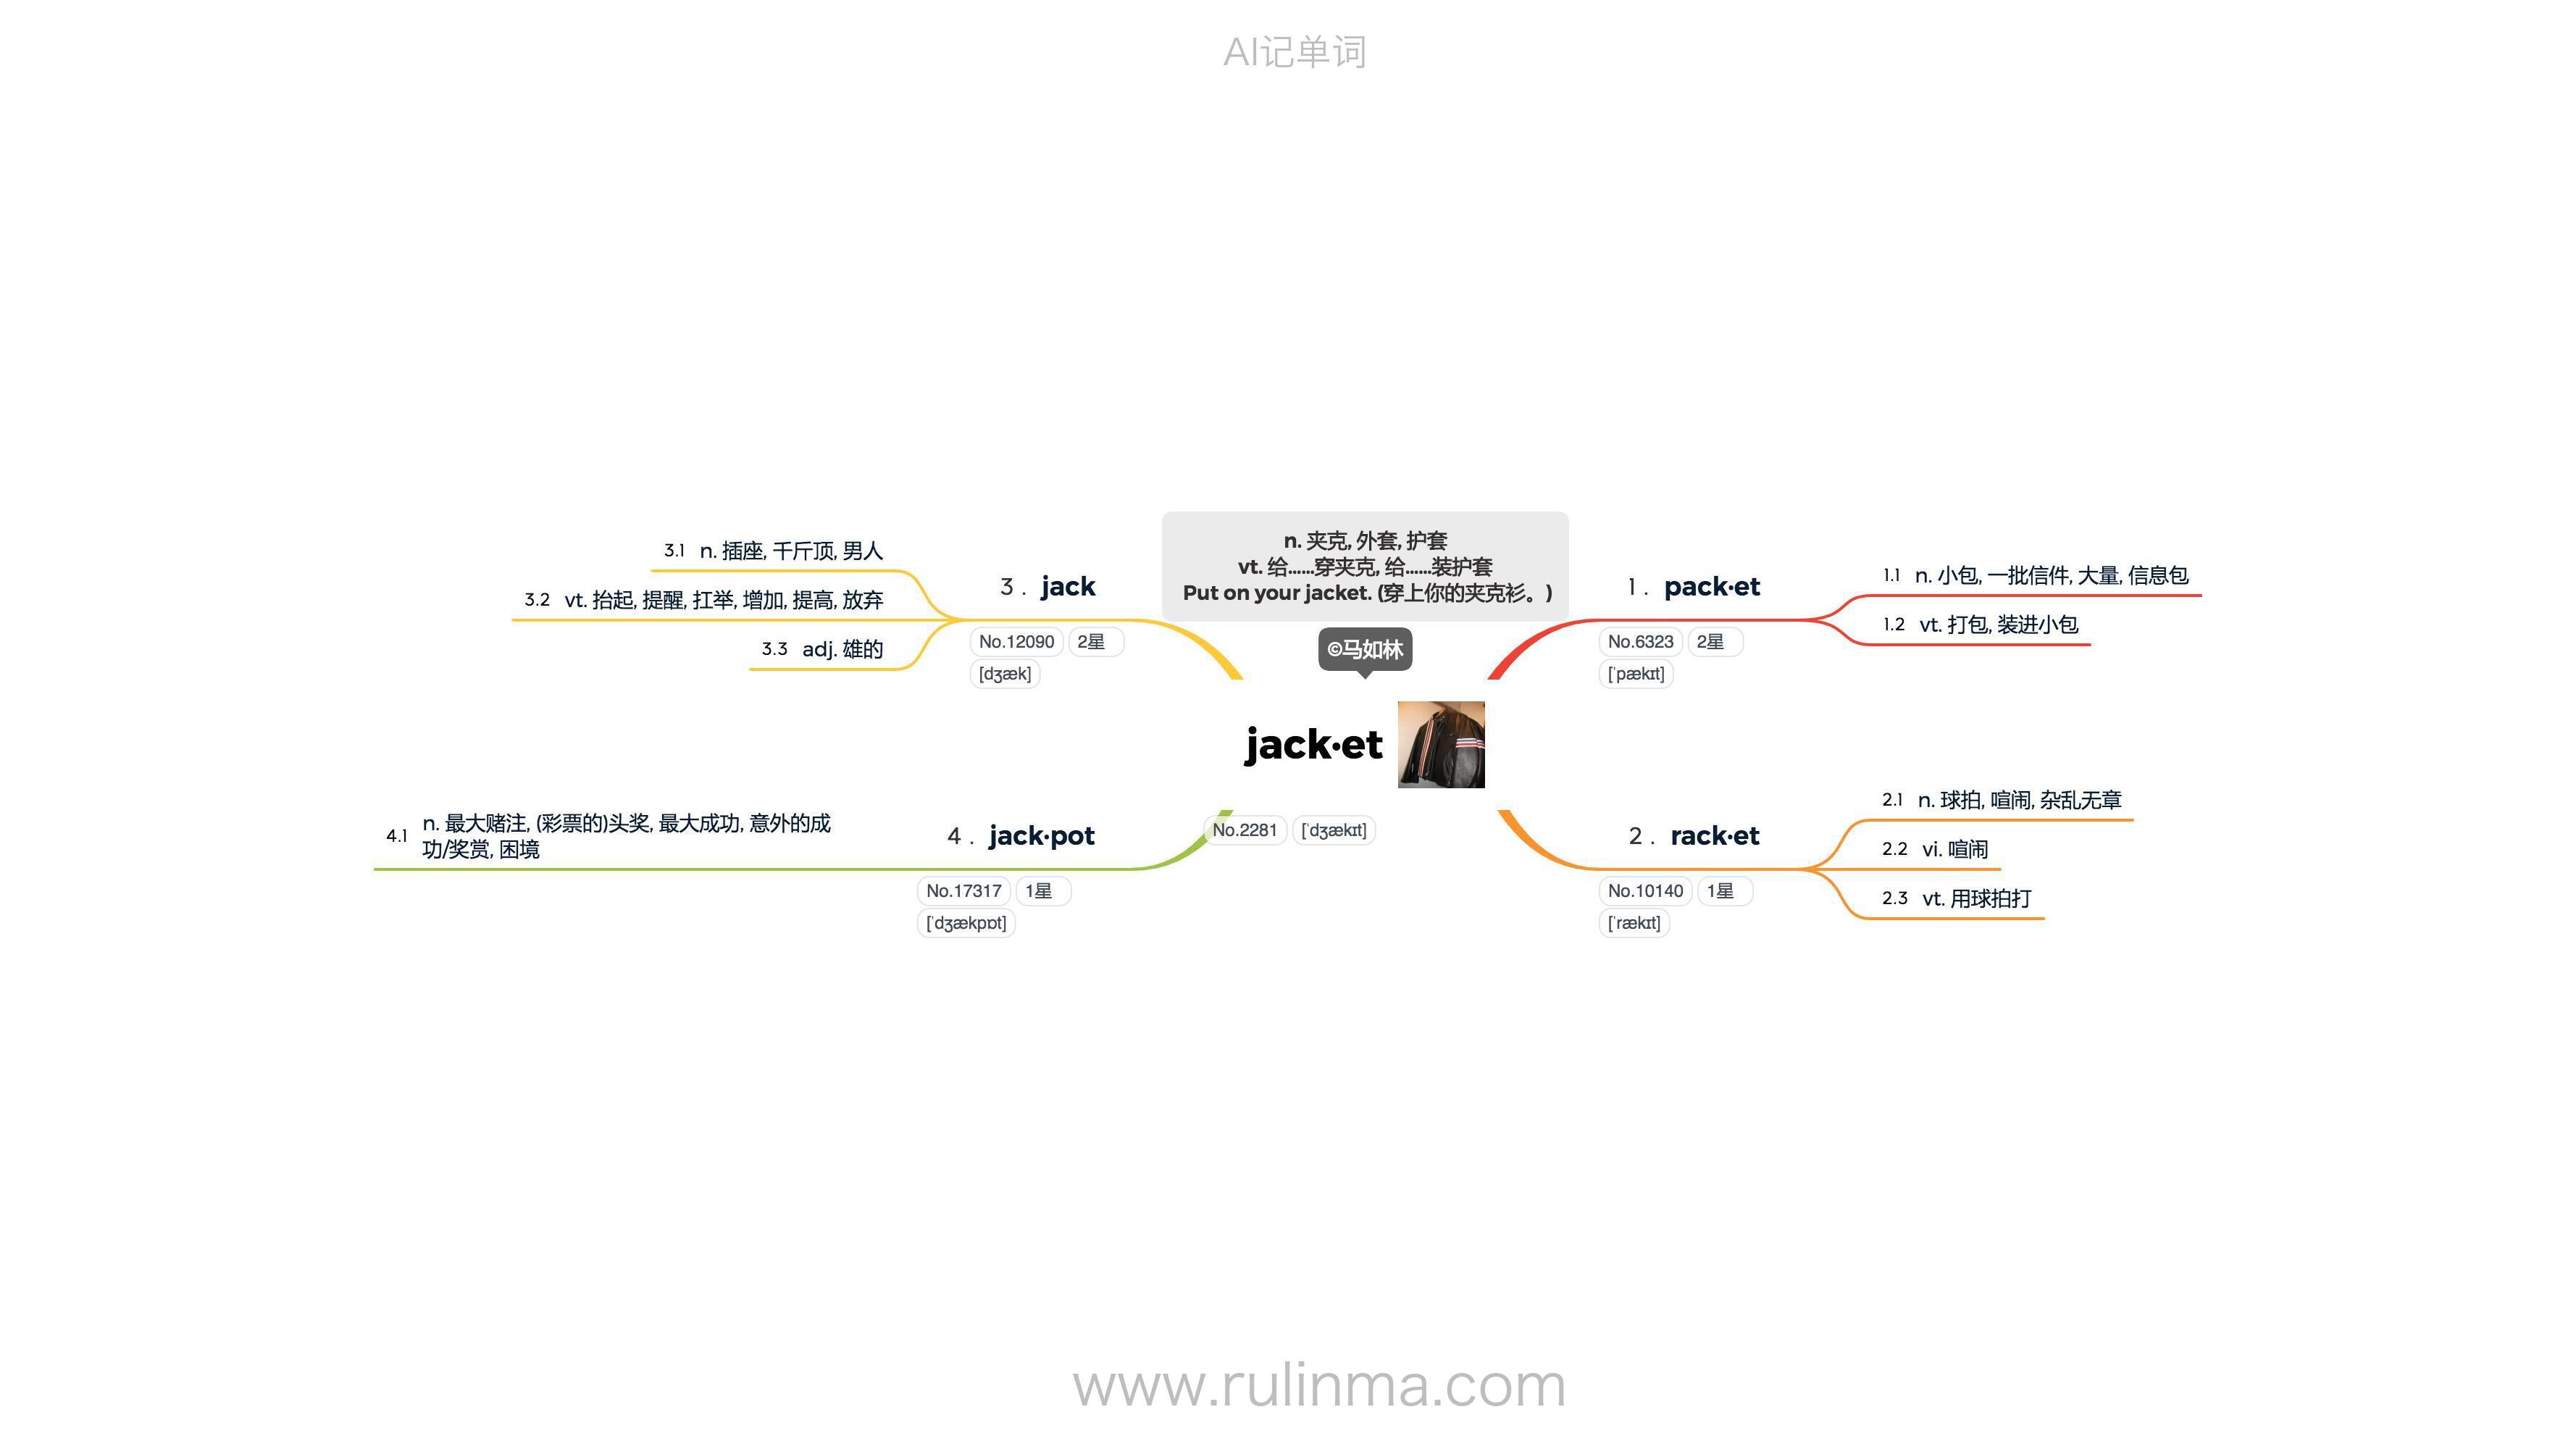 AI记单词
n. 夹克, 外套, 护套
vt. 给……穿夹克, 给……装护套
Put on your jacket. (穿上你的夹克衫。)
©马如林
jack·et
No.2281 [ˈdʒækɪt]
1. pack·et
No.6323 2星
[ˈpækɪt]
1.1 n. 小包, 一批信件, 大量, 信息包
1.2 vt. 打包, 装进小包
2. rack·et
No.10140 1星
[ˈrækɪt]
2.1 n. 球拍, 喧闹, 杂乱无章
2.2 vi. 喧闹
2.3 vt. 用球拍打
3. jack
No.12090 2星
[dʒæk]
3.1 n. 插座, 千斤顶, 男人
3.2 vt. 抬起, 提醒, 扛举, 增加, 提高, 放弃
3.3 adj. 雄的
4. jack·pot
No.17317 1星
[ˈdʒækpɒt]
4.1 n. 最大赌注, (彩票的)头奖, 最大成功, 意外的成
功/奖赏, 困境
www.rulinma.com